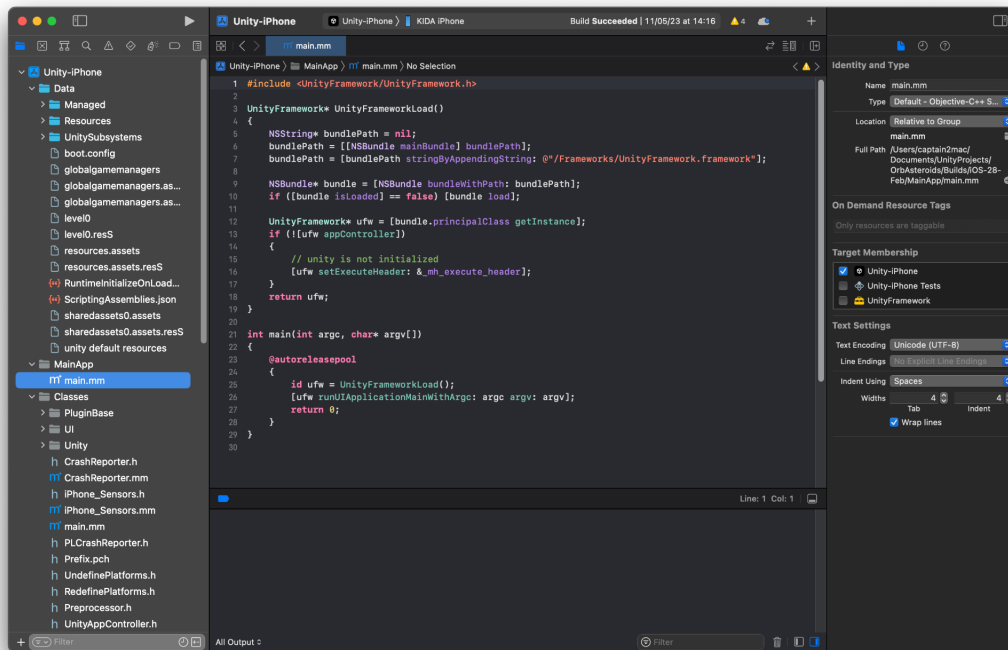 Unity-iPhone
Unity-iPhone 〉 KIDA iPhone
Build Succeeded | 11/05/23 at 14:16
4
main.mm
Unity-iPhone 〉 MainApp 〉 main.mm 〉 No Selection
Unity-iPhone
Data
Managed
Resources
UnitySubsystems
boot.config
globalgamemanagers
globalgamemanagers.as...
globalgamemanagers.as...
level0
level0.resS
resources.assets
resources.assets.resS
RuntimeInitializeOnLoad...
ScriptingAssemblies.json
sharedassets0.assets
sharedassets0.assets.resS
unity default resources
MainApp
main.mm
Classes
PluginBase
UI
Unity
h CrashReporter.h
m CrashReporter.mm
h iPhone_Sensors.h
m iPhone_Sensors.mm
m main.mm
h PLCrashReporter.h
h Prefix.pch
h UndefinePlatforms.h
h RedefinePlatforms.h
h Preprocessor.h
h UnityAppController.h
Filter
1 #include <UnityFramework/UnityFramework.h>
2
3 UnityFramework* UnityFrameworkLoad()
4 {
5     NSString* bundlePath = nil;
6     bundlePath = [[NSBundle mainBundle] bundlePath];
7     bundlePath = [bundlePath stringByAppendingString: @"/Frameworks/UnityFramework.framework"];
8
9     NSBundle* bundle = [NSBundle bundleWithPath: bundlePath];
10     if ([bundle isLoaded] == false) [bundle load];
11
12     UnityFramework* ufw = [bundle.principalClass getInstance];
13     if (![ufw appController])
14     {
15         // unity is not initialized
16         [ufw setExecuteHeader: &_mh_execute_header];
17     }
18     return ufw;
19 }
20
21 int main(int argc, char* argv[])
22 {
23     @autoreleasepool
24     {
25         id ufw = UnityFrameworkLoad();
26         [ufw runUIApplicationMainWithArgc: argc argv: argv];
27         return 0;
28     }
29 }
30
Line: 1 Col: 1
All Output
Filter
Identity and Type
Name main.mm
Type Default - Objective-C++ S...
Location Relative to Group
main.mm
Full Path /Users/captain2mac/
Documents/UnityProjects/
OrbAsteroids/Builds/iOS-28-
Feb/MainApp/main.mm
On Demand Resource Tags
Only resources are taggable
Target Membership
Unity-iPhone
Unity-iPhone Tests
UnityFramework
Text Settings
Text Encoding Unicode (UTF-8)
Line Endings No Explicit Line Endings
Indent Using Spaces
Widths 4 4
Tab Indent
Wrap lines